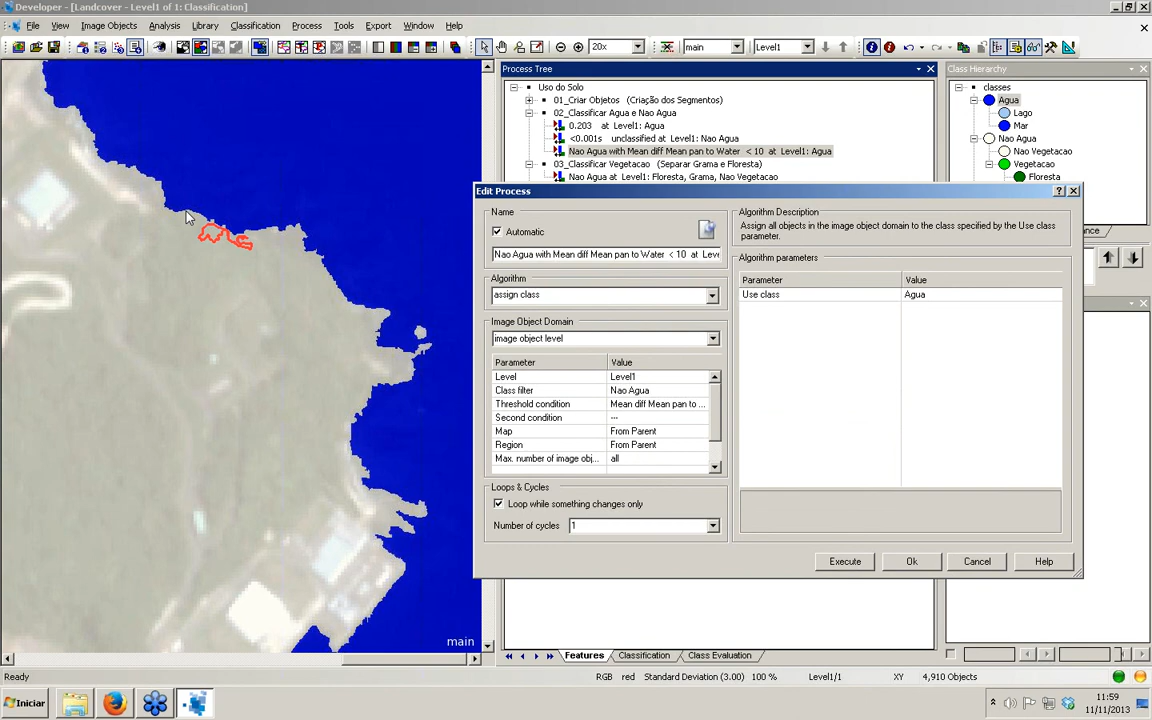 Developer - [Landcover - Level1 of 1: Classification]
File View Image Objects Analysis Library Classification Process Tools Export Window Help
20x main Level1
Process Tree
Uso do Solo
01_Criar Objetos (Criação dos Segmentos)
02_Classificar Agua e Nao Agua
0.203 at Level1: Agua
<0.001s unclassified at Level1: Nao Agua
Nao Agua with Mean diff Mean pan to Water < 10 at Level1: Agua
03_Classificar Vegetacao (Separar Grama e Floresta)
Nao Agua at Level1: Floresta, Grama, Nao Vegetacao
Class Hierarchy
classes
Agua
Lago
Mar
Nao Agua
Nao Vegetacao
Vegetacao
Floresta
Edit Process
Name
Automatic
Nao Agua with Mean diff Mean pan to Water < 10 at Leve
Algorithm
assign class
Image Object Domain
image object level
Parameter Value
Level Level1
Class filter Nao Agua
Threshold condition Mean diff Mean pan to ...
Second condition ---
Map From Parent
Region From Parent
Max. number of image obj... all
Loops & Cycles
Loop while something changes only
Number of cycles 1
Algorithm Description
Assign all objects in the image object domain to the class specified by the Use class
parameter.
Algorithm parameters
Parameter Value
Use class Agua
Execute Ok Cancel Help
ance
main
Features Classification Class Evaluation
Ready RGB red Standard Deviation (3.00) 100 % Level1/1 XY 4,910 Objects
Iniciar
11:59
11/11/2013